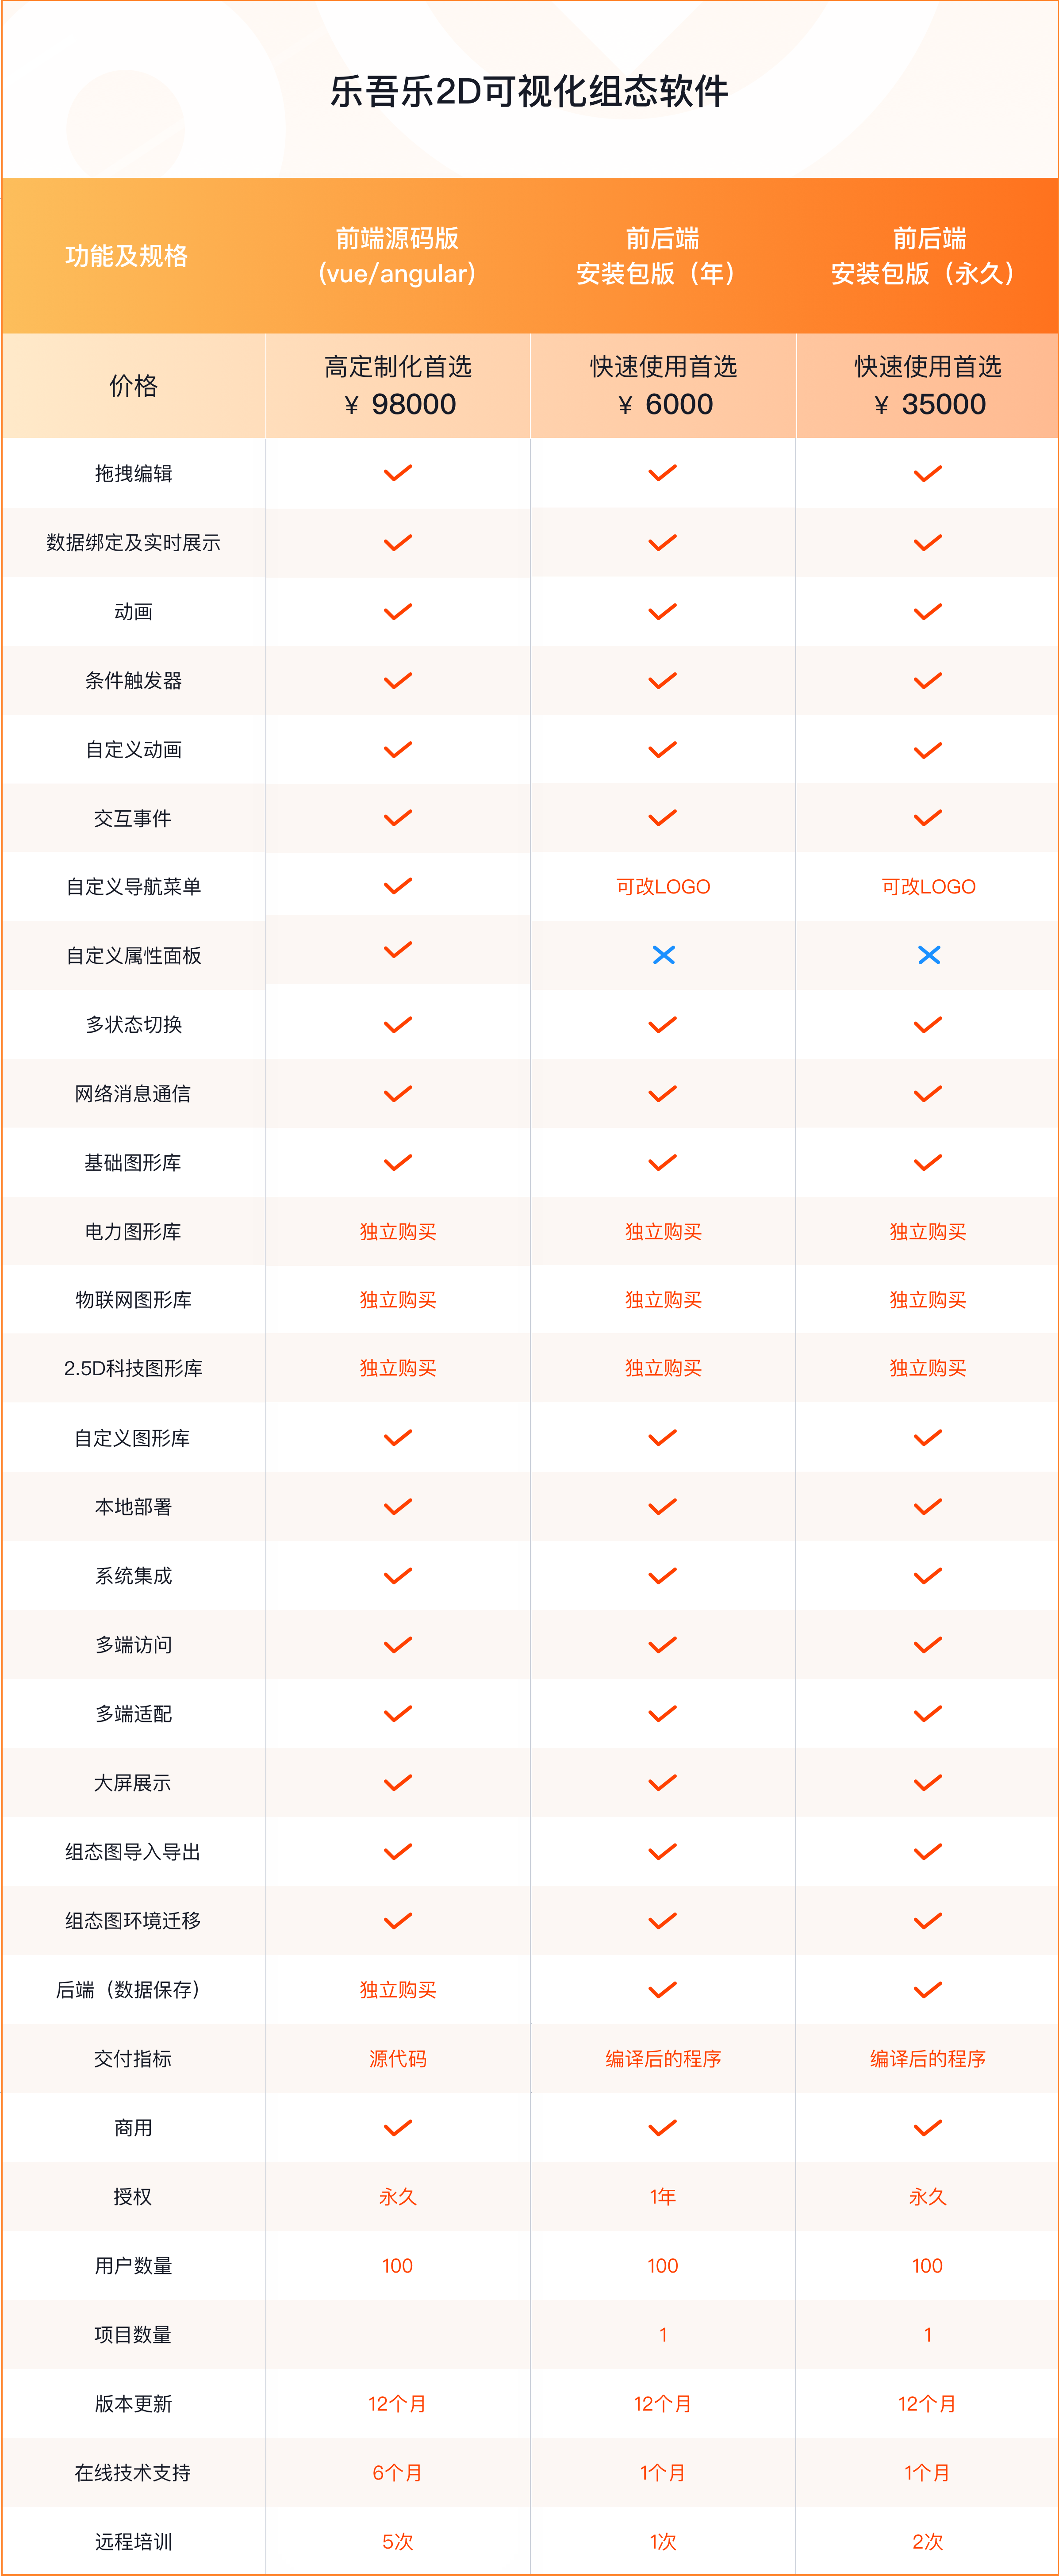 乐吾乐2D可视化组态软件
功能及规格 前端源码版 前后端 前后端
(vue/angular) 安装包版（年） 安装包版（永久）
价格 高定制化首选 快速使用首选 快速使用首选
¥ 98000 ¥ 6000 ¥ 35000
拖拽编辑
数据绑定及实时展示
动画
条件触发器
自定义动画
交互事件
自定义导航菜单 可改LOGO 可改LOGO
自定义属性面板
多状态切换
网络消息通信
基础图形库
电力图形库 独立购买 独立购买 独立购买
物联网图形库 独立购买 独立购买 独立购买
2.5D科技图形库 独立购买 独立购买 独立购买
自定义图形库
本地部署
系统集成
多端访问
多端适配
大屏展示
组态图导入导出
组态图环境迁移
后端（数据保存） 独立购买
交付指标 源代码 编译后的程序 编译后的程序
商用
授权 永久 1年 永久
用户数量 100 100 100
项目数量 1 1
版本更新 12个月 12个月 12个月
在线技术支持 6个月 1个月 1个月
远程培训 5次 1次 2次